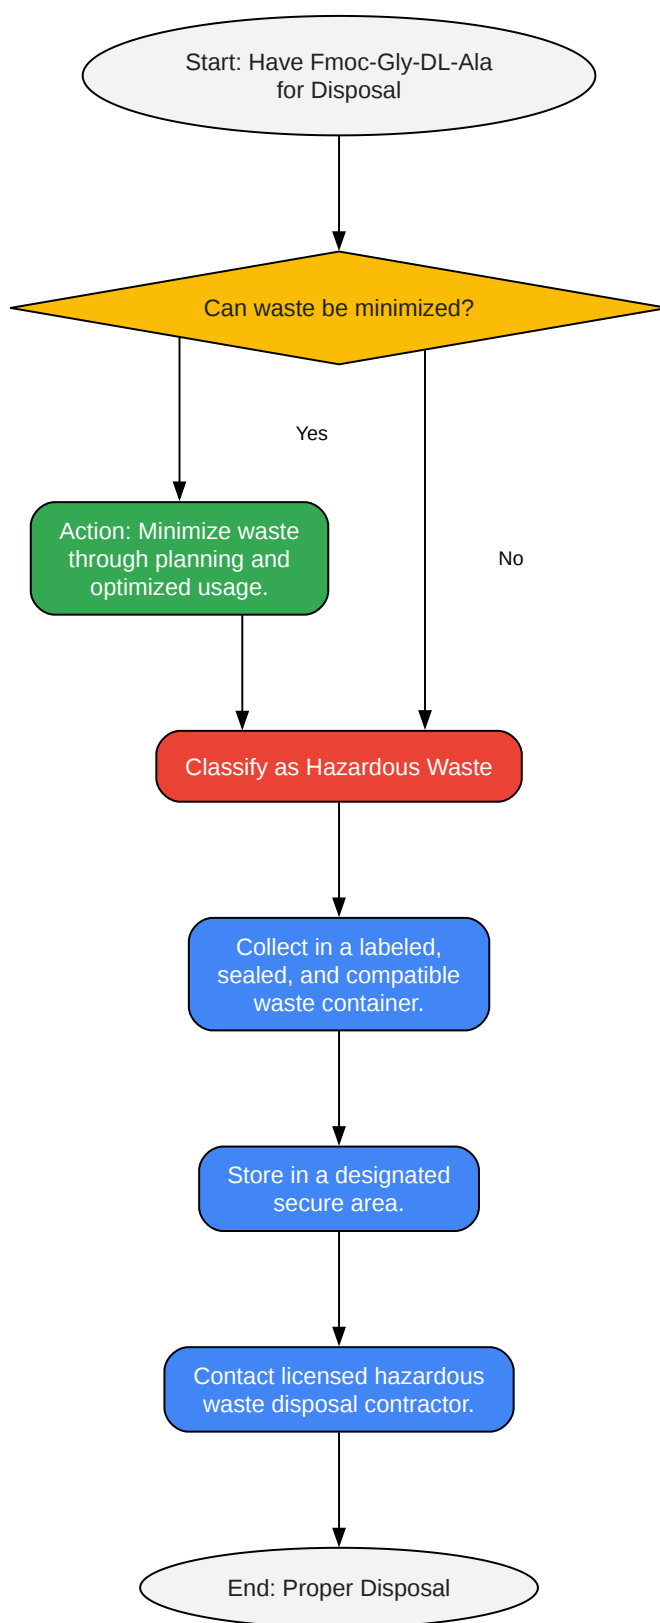 Start: Have Fmoc-Gly-DL-Ala
for Disposal
Can waste be minimized?
Yes
Action: Minimize waste
through planning and
optimized usage.
No
Classify as Hazardous Waste
Collect in a labeled,
sealed, and compatible
waste container.
Store in a designated
secure area.
Contact licensed hazardous
waste disposal contractor.
End: Proper Disposal